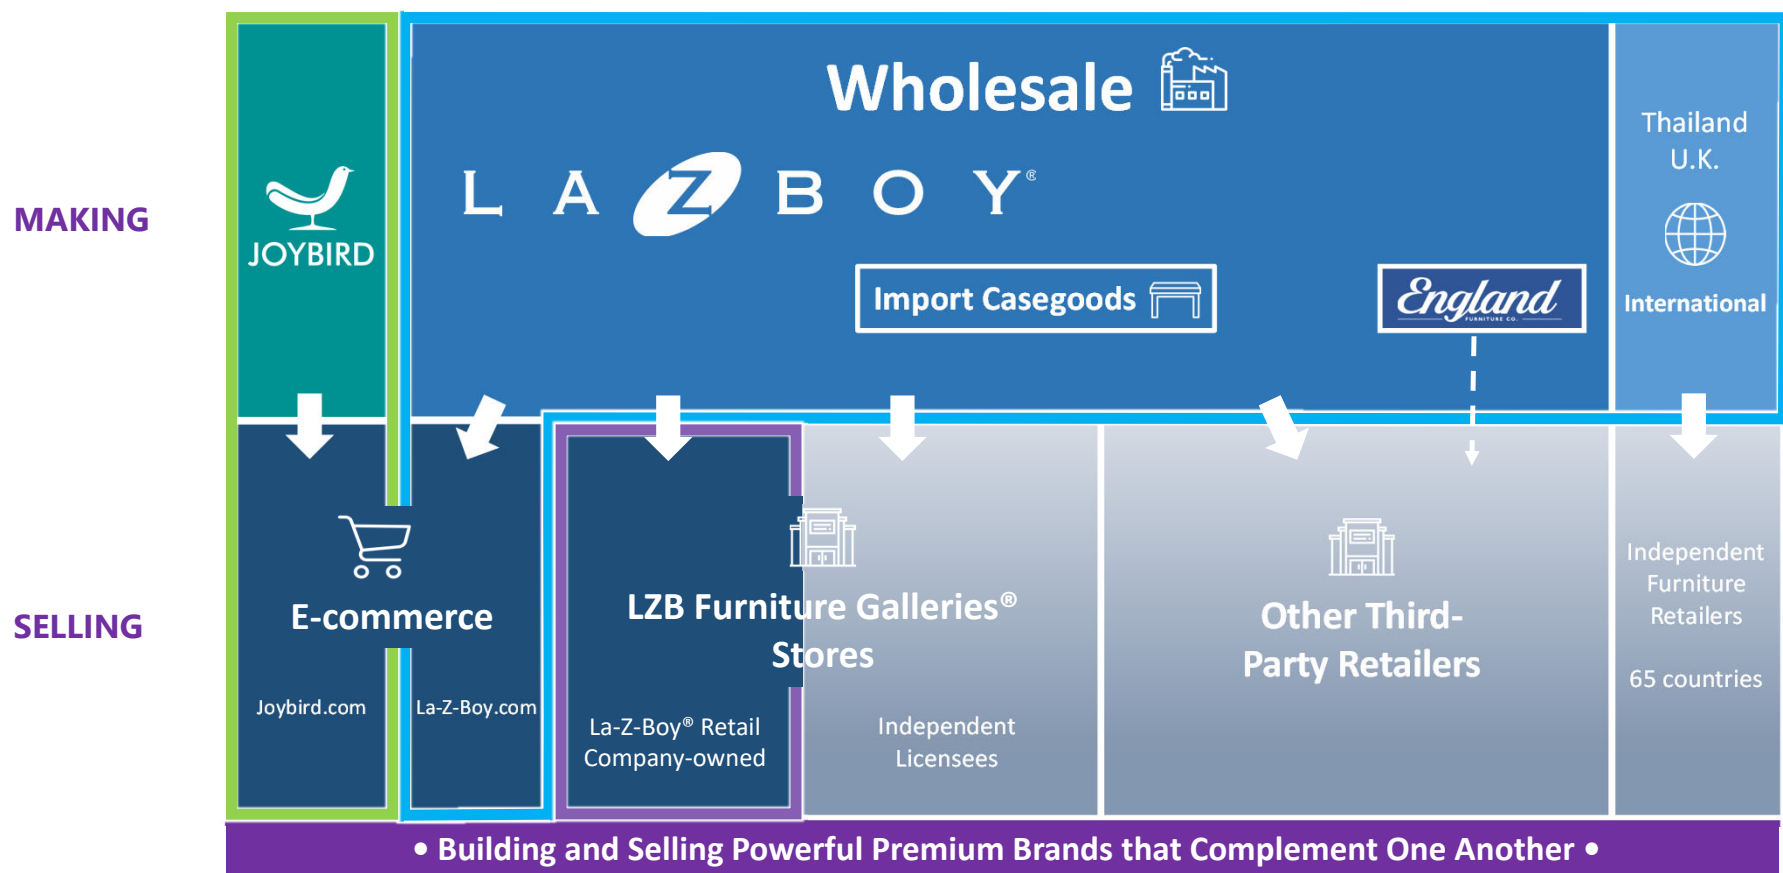 Wholesale
LA Z BOY®
Thailand
U.K.
MAKING
JOYBIRD
Import Casegoods
England
FURNITURE CO.
International
E-commerce
LZB Furniture Galleries®
Stores
Other Third-
Party Retailers
Independent
Furniture
Retailers
65 countries
SELLING
Joybird.com
La-Z-Boy.com
La-Z-Boy® Retail
Company-owned
Independent
Licensees
• Building and Selling Powerful Premium Brands that Complement One Another •